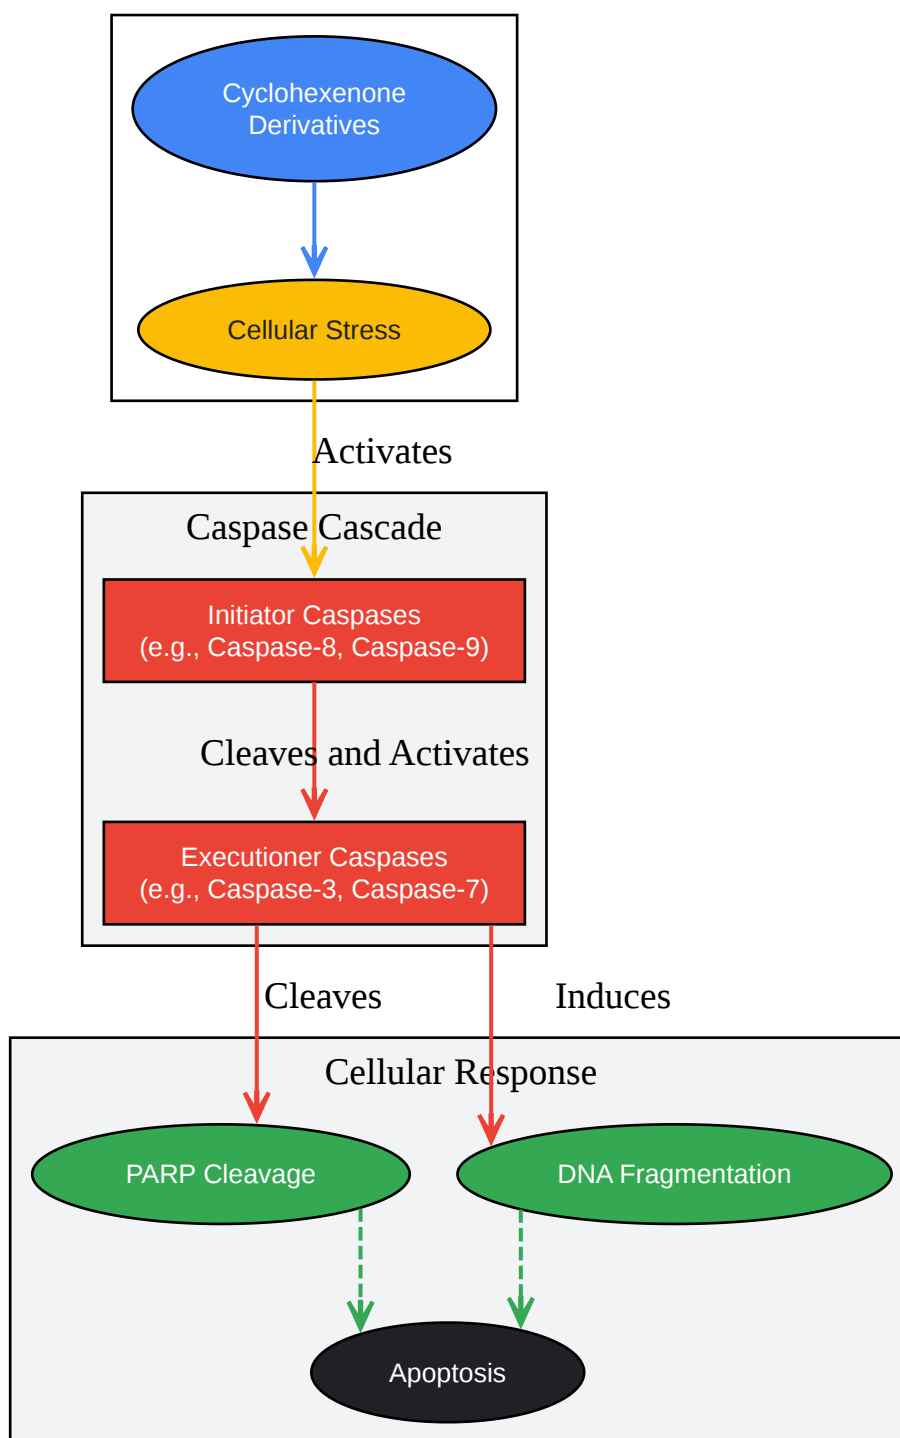 Cyclohexenone
Derivatives
Cellular Stress
Activates
Caspase Cascade
Initiator Caspases
(e.g., Caspase-8, Caspase-9)
Cleaves and Activates
Executioner Caspases
(e.g., Caspase-3, Caspase-7)
Cleaves
Induces
Cellular Response
PARP Cleavage
DNA Fragmentation
Apoptosis